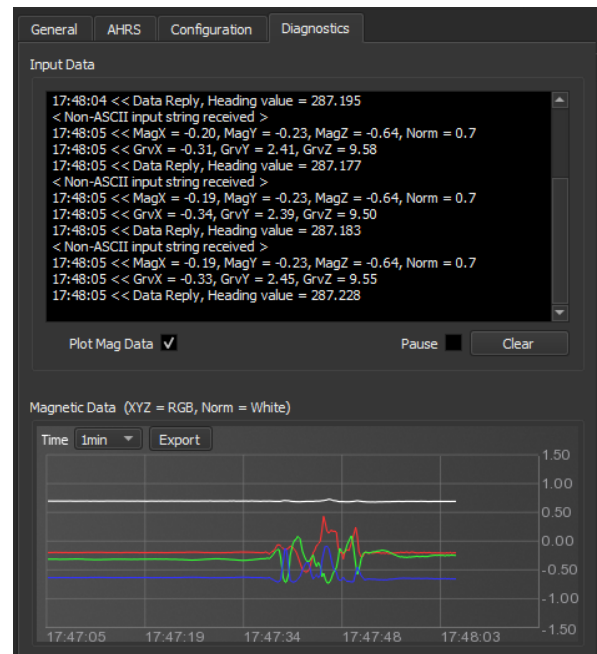 General AHRS Configuration Diagnostics
Input Data
17:48:04 << Data Reply, Heading value = 287.195
< Non-ASCII input string received >
17:48:05 << MagX = -0.20, MagY = -0.23, MagZ = -0.64, Norm = 0.7
17:48:05 << GrvX = -0.31, GrvY = 2.41, GrvZ = 9.58
17:48:05 << Data Reply, Heading value = 287.177
< Non-ASCII input string received >
17:48:05 << MagX = -0.19, MagY = -0.23, MagZ = -0.64, Norm = 0.7
17:48:05 << GrvX = -0.34, GrvY = 2.39, GrvZ = 9.50
17:48:05 << Data Reply, Heading value = 287.183
< Non-ASCII input string received >
17:48:05 << MagX = -0.19, MagY = -0.23, MagZ = -0.64, Norm = 0.7
17:48:05 << GrvX = -0.33, GrvY = 2.45, GrvZ = 9.55
17:48:05 << Data Reply, Heading value = 287.228
Plot Mag Data Pause Clear
Magnetic Data (XYZ = RGB, Norm = White)
Time 1min Export
1.50
1.00
0.50
0.00
-0.50
-1.00
-1.50
17:47:05 17:47:19 17:47:34 17:47:48 17:48:03